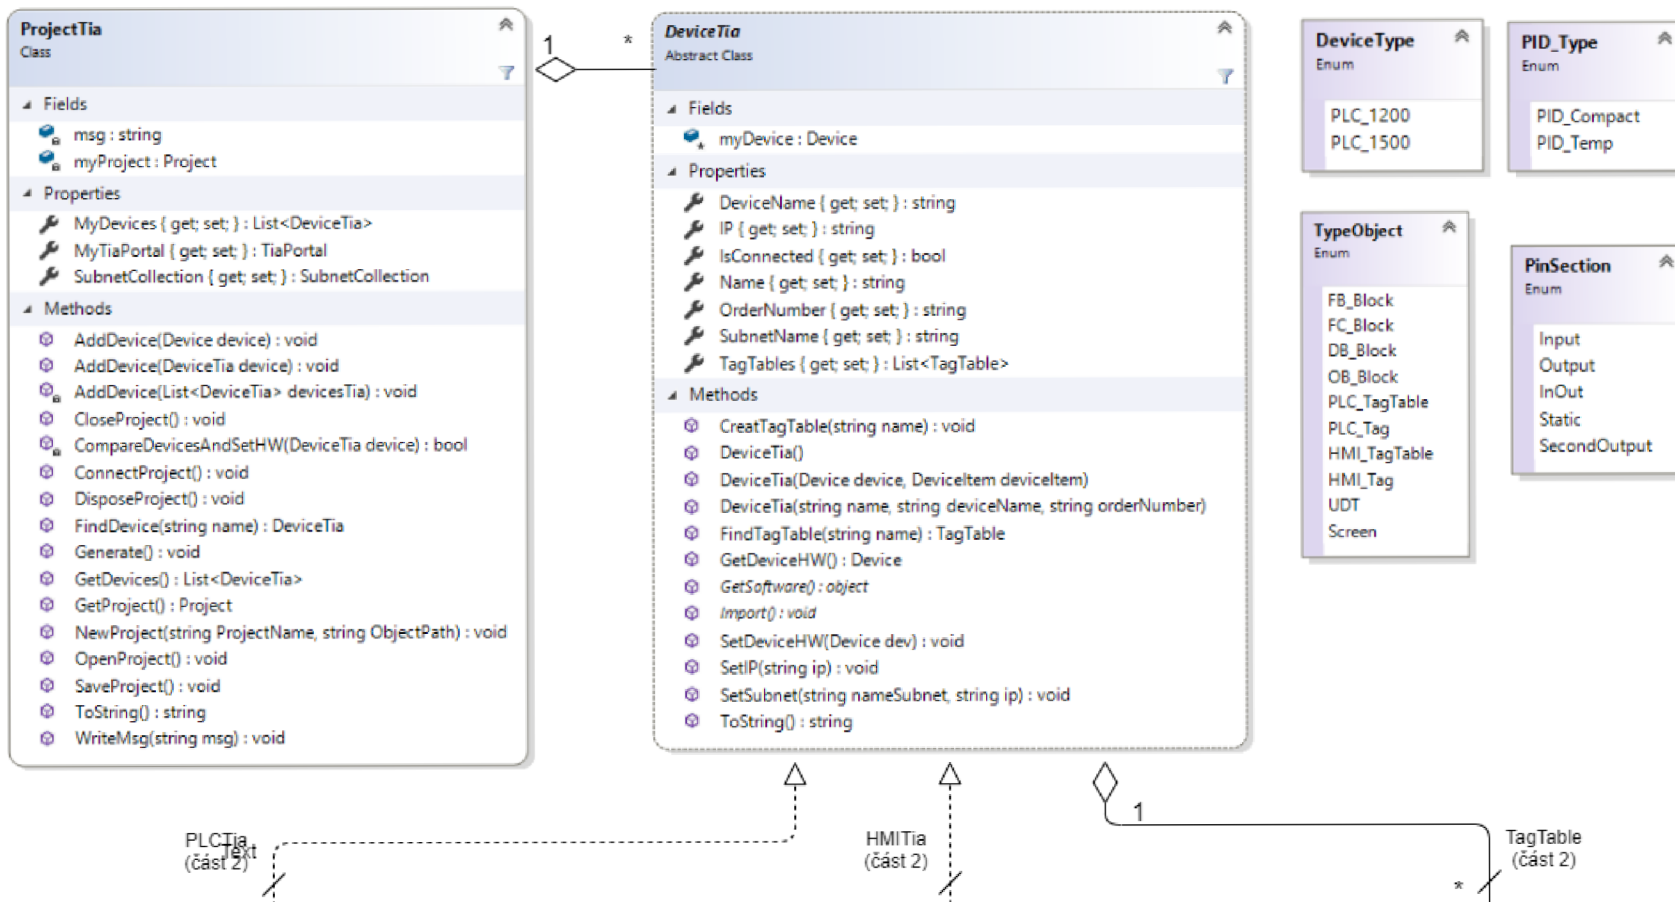 ProjectTia
Class
Fields
msg : string
myProject : Project
Properties
MyDevices { get; set; } : List<DeviceTia>
MyTiaPortal { get; set; } : TiaPortal
SubnetCollection { get; set; } : SubnetCollection
Methods
AddDevice(Device device) : void
AddDevice(DeviceTia device) : void
AddDevice(List<DeviceTia> devicesTia) : void
CloseProject() : void
CompareDevicesAndSetHW(DeviceTia device) : bool
ConnectProject() : void
DisposeProject() : void
FindDevice(string name) : DeviceTia
Generate() : void
GetDevices() : List<DeviceTia>
GetProject() : Project
NewProject(string ProjectName, string ObjectPath) : void
OpenProject() : void
SaveProject() : void
ToString() : string
WriteMsg(string msg) : void
1
*
DeviceTia
Abstract Class
Fields
myDevice : Device
Properties
DeviceName { get; set; } : string
IP { get; set; } : string
IsConnected { get; set; } : bool
Name { get; set; } : string
OrderNumber { get; set; } : string
SubnetName { get; set; } : string
TagTables { get; set; } : List<TagTable>
Methods
CreatTagTable(string name) : void
DeviceTia()
DeviceTia(Device device, DeviceItem deviceItem)
DeviceTia(string name, string deviceName, string orderNumber)
FindTagTable(string name) : TagTable
GetDeviceHW() : Device
GetSoftware() : object
Import() : void
SetDeviceHW(Device dev) : void
SetIP(string ip) : void
SetSubnet(string nameSubnet, string ip) : void
ToString() : string
DeviceType
Enum
PLC_1200
PLC_1500
PID_Type
Enum
PID_Compact
PID_Temp
TypeObject
Enum
FB_Block
FC_Block
DB_Block
OB_Block
PLC_TagTable
PLC_Tag
HMI_TagTable
HMI_Tag
UDT
Screen
PinSection
Enum
Input
Output
InOut
Static
SecondOutput
PLCTia
Text
(část 2)
HMITia
(část 2)
1
TagTable
(část 2)
*